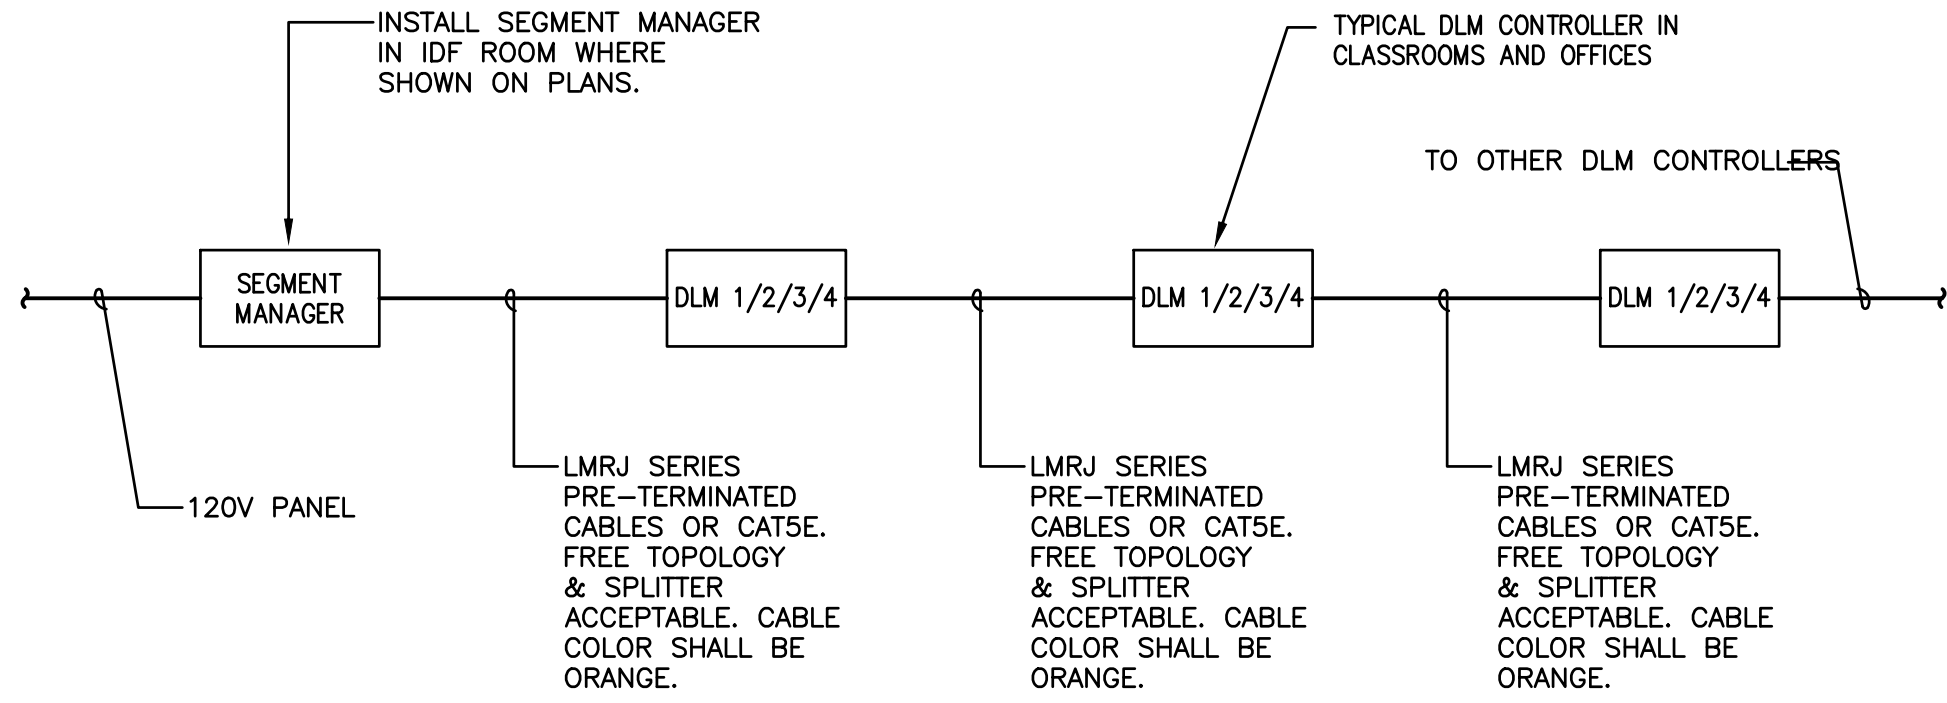 INSTALL SEGMENT MANAGER
IN IDF ROOM WHERE
SHOWN ON PLANS.
TYPICAL DLM CONTROLLER IN
CLASSROOMS AND OFFICES
TO OTHER DLM CONTROLLERS
SEGMENT
MANAGER
DLM 1/2/3/4
DLM 1/2/3/4
DLM 1/2/3/4
120V PANEL
LMRJ SERIES
PRE-TERMINATED
CABLES OR CAT5E.
FREE TOPOLOGY
& SPLITTER
ACCEPTABLE. CABLE
COLOR SHALL BE
ORANGE.
LMRJ SERIES
PRE-TERMINATED
CABLES OR CAT5E.
FREE TOPOLOGY
& SPLITTER
ACCEPTABLE. CABLE
COLOR SHALL BE
ORANGE.
LMRJ SERIES
PRE-TERMINATED
CABLES OR CAT5E.
FREE TOPOLOGY
& SPLITTER
ACCEPTABLE. CABLE
COLOR SHALL BE
ORANGE.